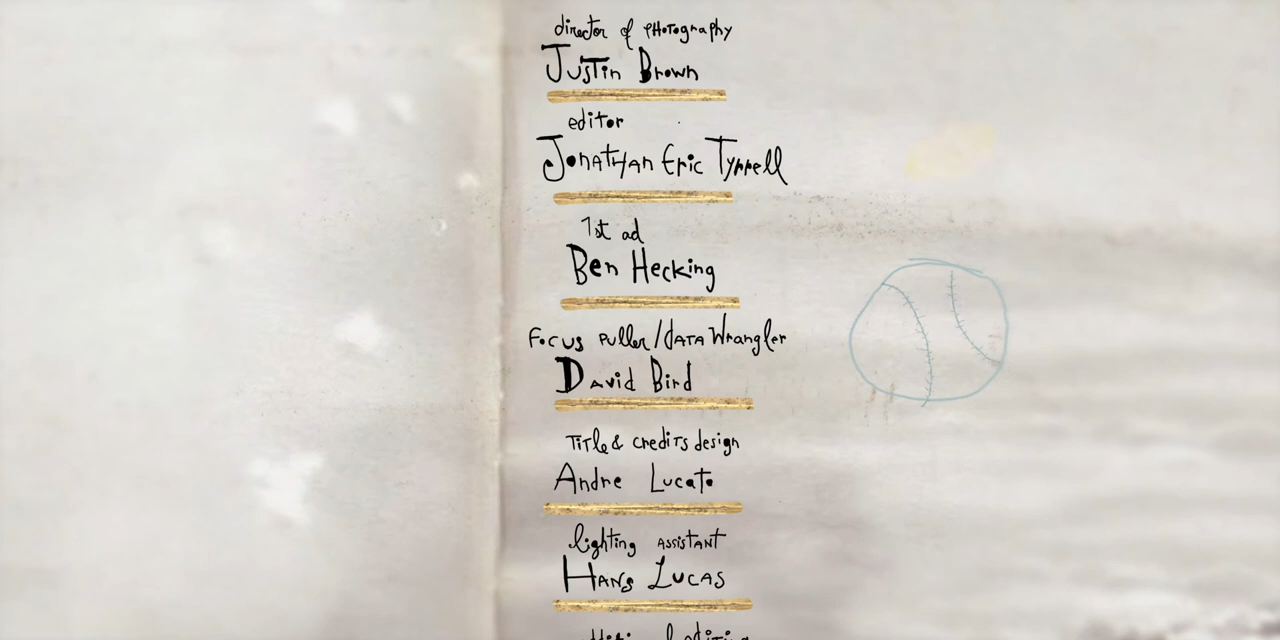 director of PHOTography
JusTin Brown
editor
JonATHan Eric Tyrrell
1st ad
Ben Hecking
Focus puller/dATA Wrangler
David Bird
TiTle & crediTs design
Andre Lucato
lighting ASSISTANT
HANS LUCAS